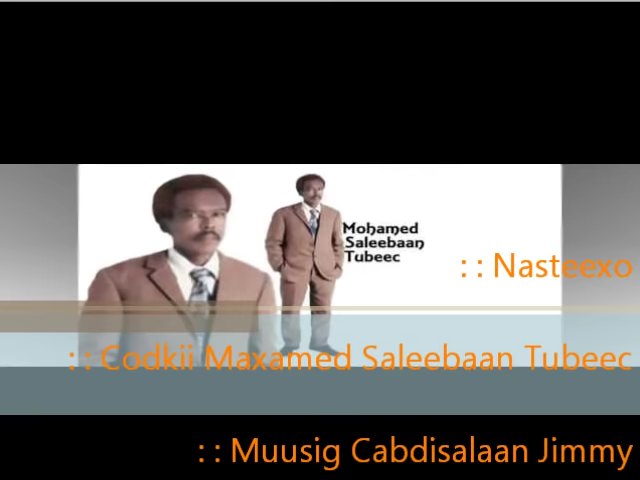 Mohamed
Saleebaan
Tubeec
: : Nasteexo
: : Codkii Maxamed Saleebaan Tubeec
: : Muusig Cabdisalaan Jimmy